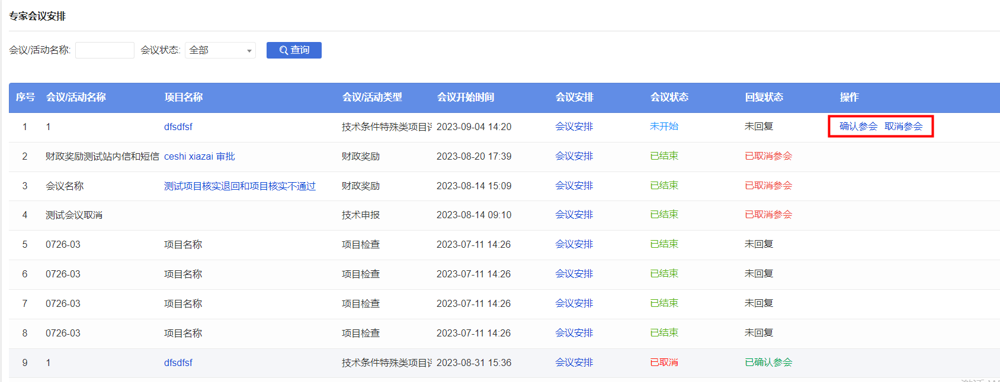 专家会议安排
会议/活动名称: 会议状态: 全部 查询
序号 会议/活动名称 项目名称 会议/活动类型 会议开始时间 会议安排 会议状态 回复状态 操作
1 1 dfsdfsf 技术条件特殊类项目 2023-09-04 14:20 会议安排 未开始 未回复 确认参会 取消参会
2 财政奖励测试站内信和短信 ceshi xiazai 审批 财政奖励 2023-08-20 17:39 会议安排 已结束 已取消参会
3 会议名称 测试项目核实退回和项目核实不通过 财政奖励 2023-08-14 15:09 会议安排 已结束 已取消参会
4 测试会议取消 技术申报 2023-08-14 09:10 会议安排 已结束 已取消参会
5 0726-03 项目名称 项目检查 2023-07-11 14:26 会议安排 已结束 未回复
6 0726-03 项目名称 项目检查 2023-07-11 14:26 会议安排 已结束 未回复
7 0726-03 项目名称 项目检查 2023-07-11 14:26 会议安排 已结束 未回复
8 0726-03 项目名称 项目检查 2023-07-11 14:26 会议安排 已结束 未回复
9 1 dfsdfsf 技术条件特殊类项目 2023-08-31 15:36 会议安排 已取消 已确认参会